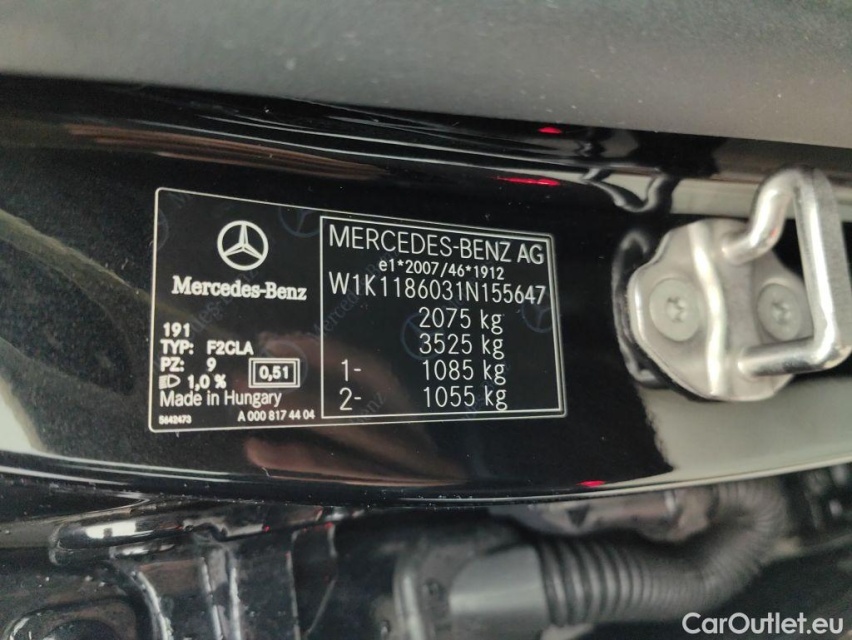 Mercedes-Benz
191
TYP: F2CLA
PZ: 9
1,0 %
0,51
Made in Hungary
5642473
A 000 817 44 04
MERCEDES-BENZ AG
e1*2007/46*1912
W1K1186031N155647
2075 kg
3525 kg
1- 1085 kg
2- 1055 kg
CarOutlet.eu